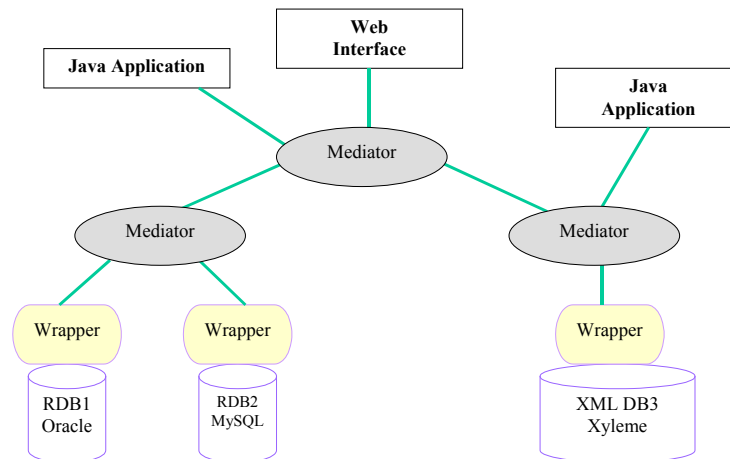 Web
Interface
Java Application
Java
Application
Mediator
Mediator
Mediator
Wrapper
Wrapper
Wrapper
RDB1
Oracle
RDB2
MySQL
XML DB3
Xyleme